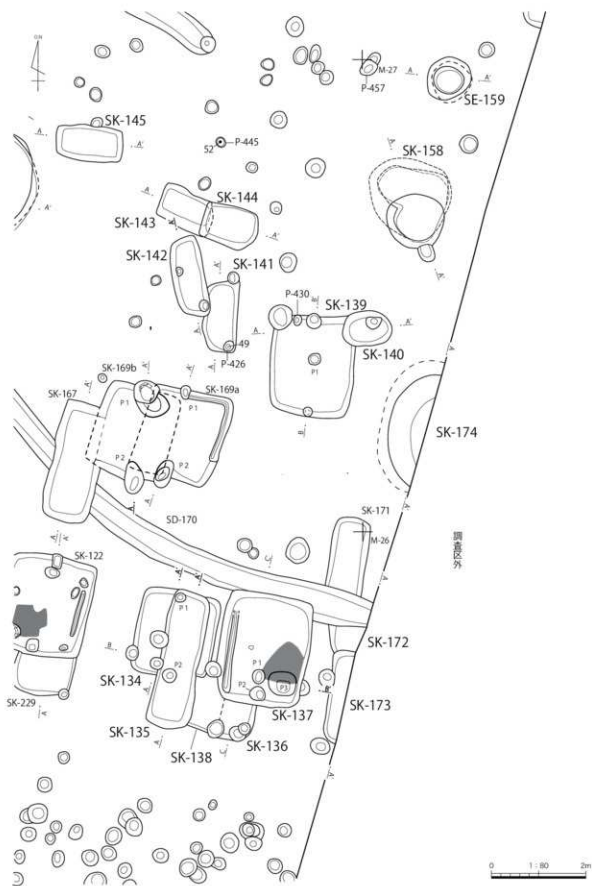 G.N
SK-145
A
A'
A'
52
P-445
M-27
P-457
A
A'
SE-159
SK-158
A
A'
SK-144
A
A'
SK-143
SK-142
SK-141
A'
A
49
P-426
P-430
B'
SK-139
A
A'
SK-140
P1
B
SK-169b
SK-169a
SK-167
P1
P1
P2
P2
A
SK-174
A'
SD-170
SK-171
M-26
調査区外
C'
SK-122
SK-229
A
P1
P2
B
B'
SK-134
SK-135
SK-138
SK-136
SK-137
P1
P2
P3
A
C
SK-172
SK-173
A
A'
0
1:80
2m